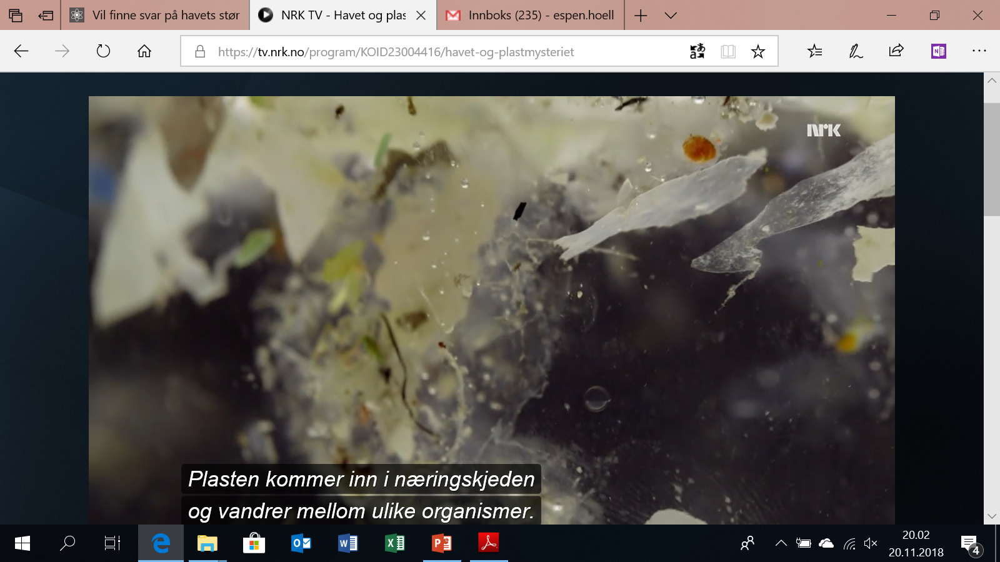 Vil finne svar på havets stør
NRK TV - Havet og plas
Innboks (235) - espen.hoell
https://tv.nrk.no/program/KOID23004416/havet-og-plastmysteriet
NRK
Plasten kommer inn i næringskjeden
og vandrer mellom ulike organismer.
20.02
20.11.2018
4